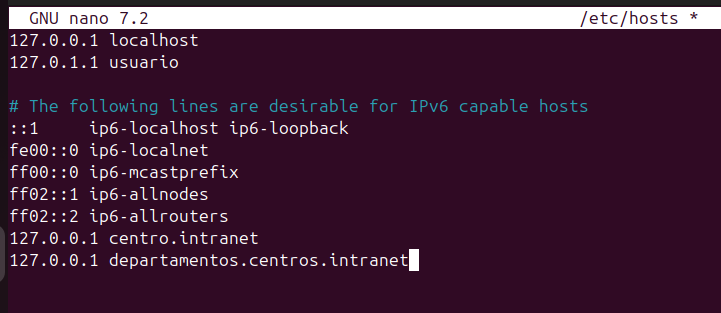 GNU nano 7.2 /etc/hosts *
127.0.0.1 localhost
127.0.1.1 usuario
# The following lines are desirable for IPv6 capable hosts
::1     ip6-localhost ip6-loopback
fe00::0 ip6-localnet
ff00::0 ip6-mcastprefix
ff02::1 ip6-allnodes
ff02::2 ip6-allrouters
127.0.0.1 centro.intranet
127.0.0.1 departamentos.centros.intranet